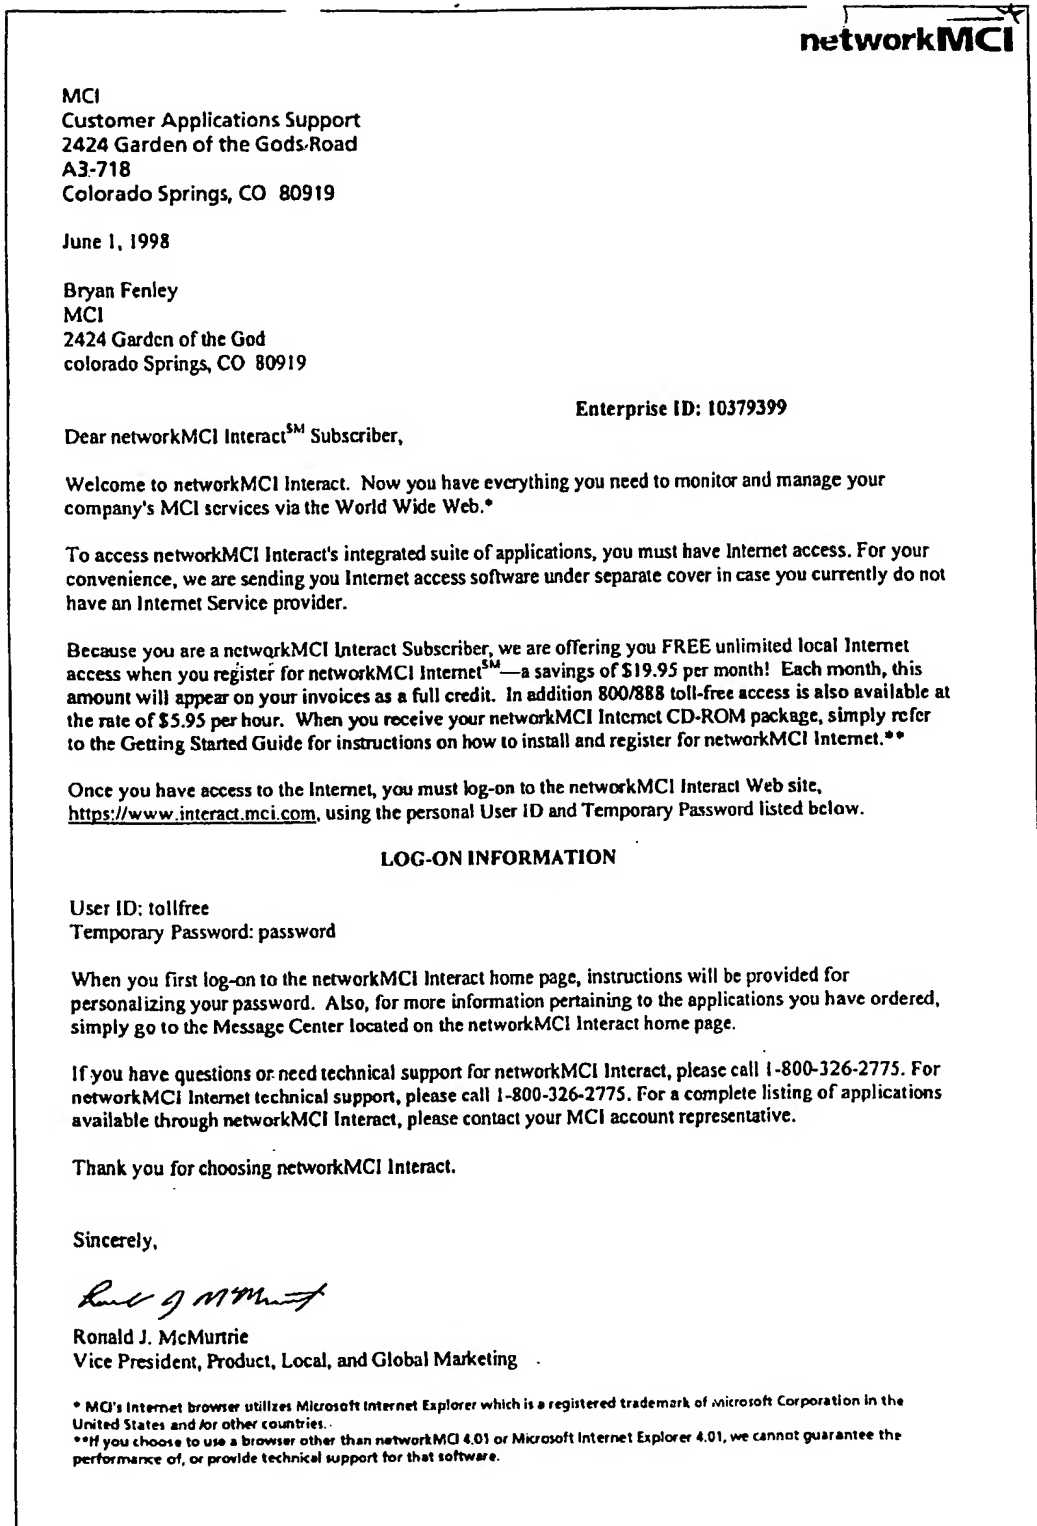 networkMCI
MCI
Customer Applications Support
2424 Garden of the Gods Road
A3-718
Colorado Springs, CO 80919
June 1, 1998
Bryan Fenley
MCI
2424 Garden of the God
colorado Springs, CO 80919
Enterprise ID: 10379399
Dear networkMCI Interact℠ Subscriber,
Welcome to networkMCI Interact. Now you have everything you need to monitor and manage your
company's MCI services via the World Wide Web.*
To access networkMCI Interact's integrated suite of applications, you must have Internet access. For your
convenience, we are sending you Internet access software under separate cover in case you currently do not
have an Internet Service provider.
Because you are a networkMCI Interact Subscriber, we are offering you FREE unlimited local Internet
access when you register for networkMCI Internet℠—a savings of $19.95 per month! Each month, this
amount will appear on your invoices as a full credit. In addition 800/888 toll-free access is also available at
the rate of $5.95 per hour. When you receive your networkMCI Internet CD-ROM package, simply refer
to the Getting Started Guide for instructions on how to install and register for networkMCI Internet.**
Once you have access to the Internet, you must log-on to the networkMCI Interact Web site,
https://www.interact.mci.com, using the personal User ID and Temporary Password listed below.
LOG-ON INFORMATION
User ID: tollfree
Temporary Password: password
When you first log-on to the networkMCI Interact home page, instructions will be provided for
personalizing your password. Also, for more information pertaining to the applications you have ordered,
simply go to the Message Center located on the networkMCI Interact home page.
If you have questions or need technical support for networkMCI Interact, please call 1-800-326-2775. For
networkMCI Internet technical support, please call 1-800-326-2775. For a complete listing of applications
available through networkMCI Interact, please contact your MCI account representative.
Thank you for choosing networkMCI Interact.
Sincerely,
Ronald J. McMurtrie
Vice President, Product, Local, and Global Marketing
* MCI's Internet browser utilizes Microsoft Internet Explorer which is a registered trademark of Microsoft Corporation in the
United States and /or other countries.
**If you choose to use a browser other than networkMCI 4.01 or Microsoft Internet Explorer 4.01, we cannot guarantee the
performance of, or provide technical support for that software.